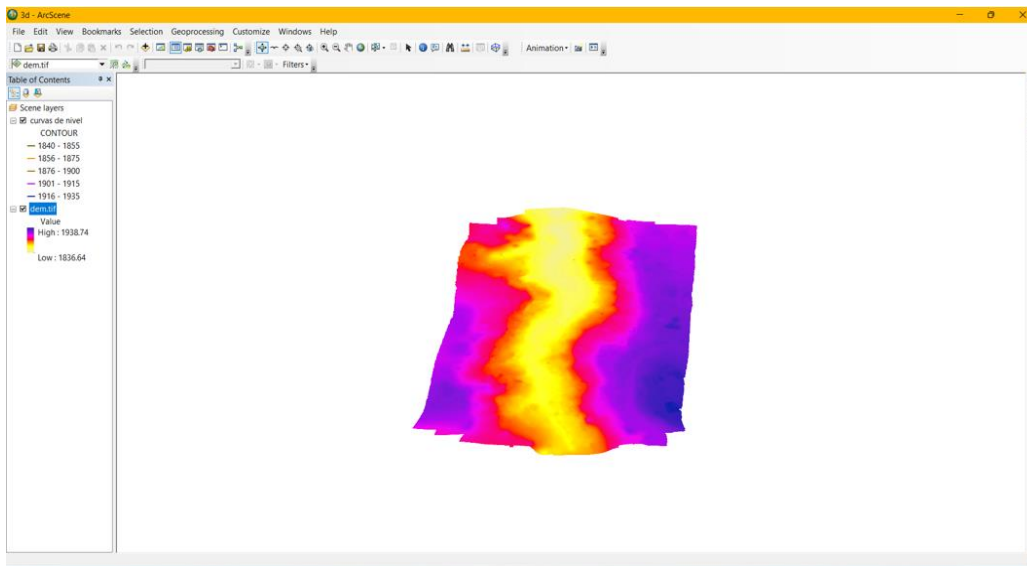 3d - ArcScene
File Edit View Bookmarks Selection Geoprocessing Customize Windows Help
Animation
dem.tif
Filters
Table of Contents
Scene layers
curvas de nivel
CONTOUR
1840 - 1855
1856 - 1875
1876 - 1900
1901 - 1915
1916 - 1935
dem.tif
Value
High : 1938.74
Low : 1836.64